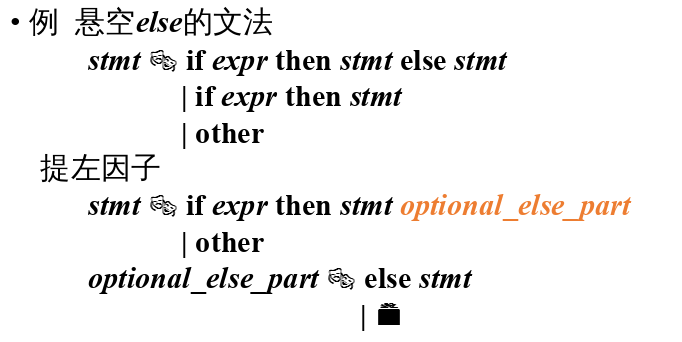 • 例 悬空else的文法
stmt 🎭 if expr then stmt else stmt
| if expr then stmt
| other
提左因子
stmt 🎭 if expr then stmt optional_else_part
| other
optional_else_part 🎭 else stmt
|